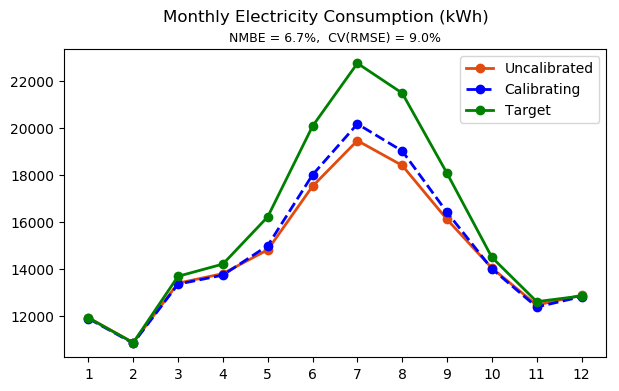 Monthly Electricity Consumption (kWh)
NMBE = 6.7%, CV(RMSE) = 9.0%
Uncalibrated
Calibrating
Target
22000
20000
18000
16000
14000
12000
1 2 3 4 5 6 7 8 9 10 11 12